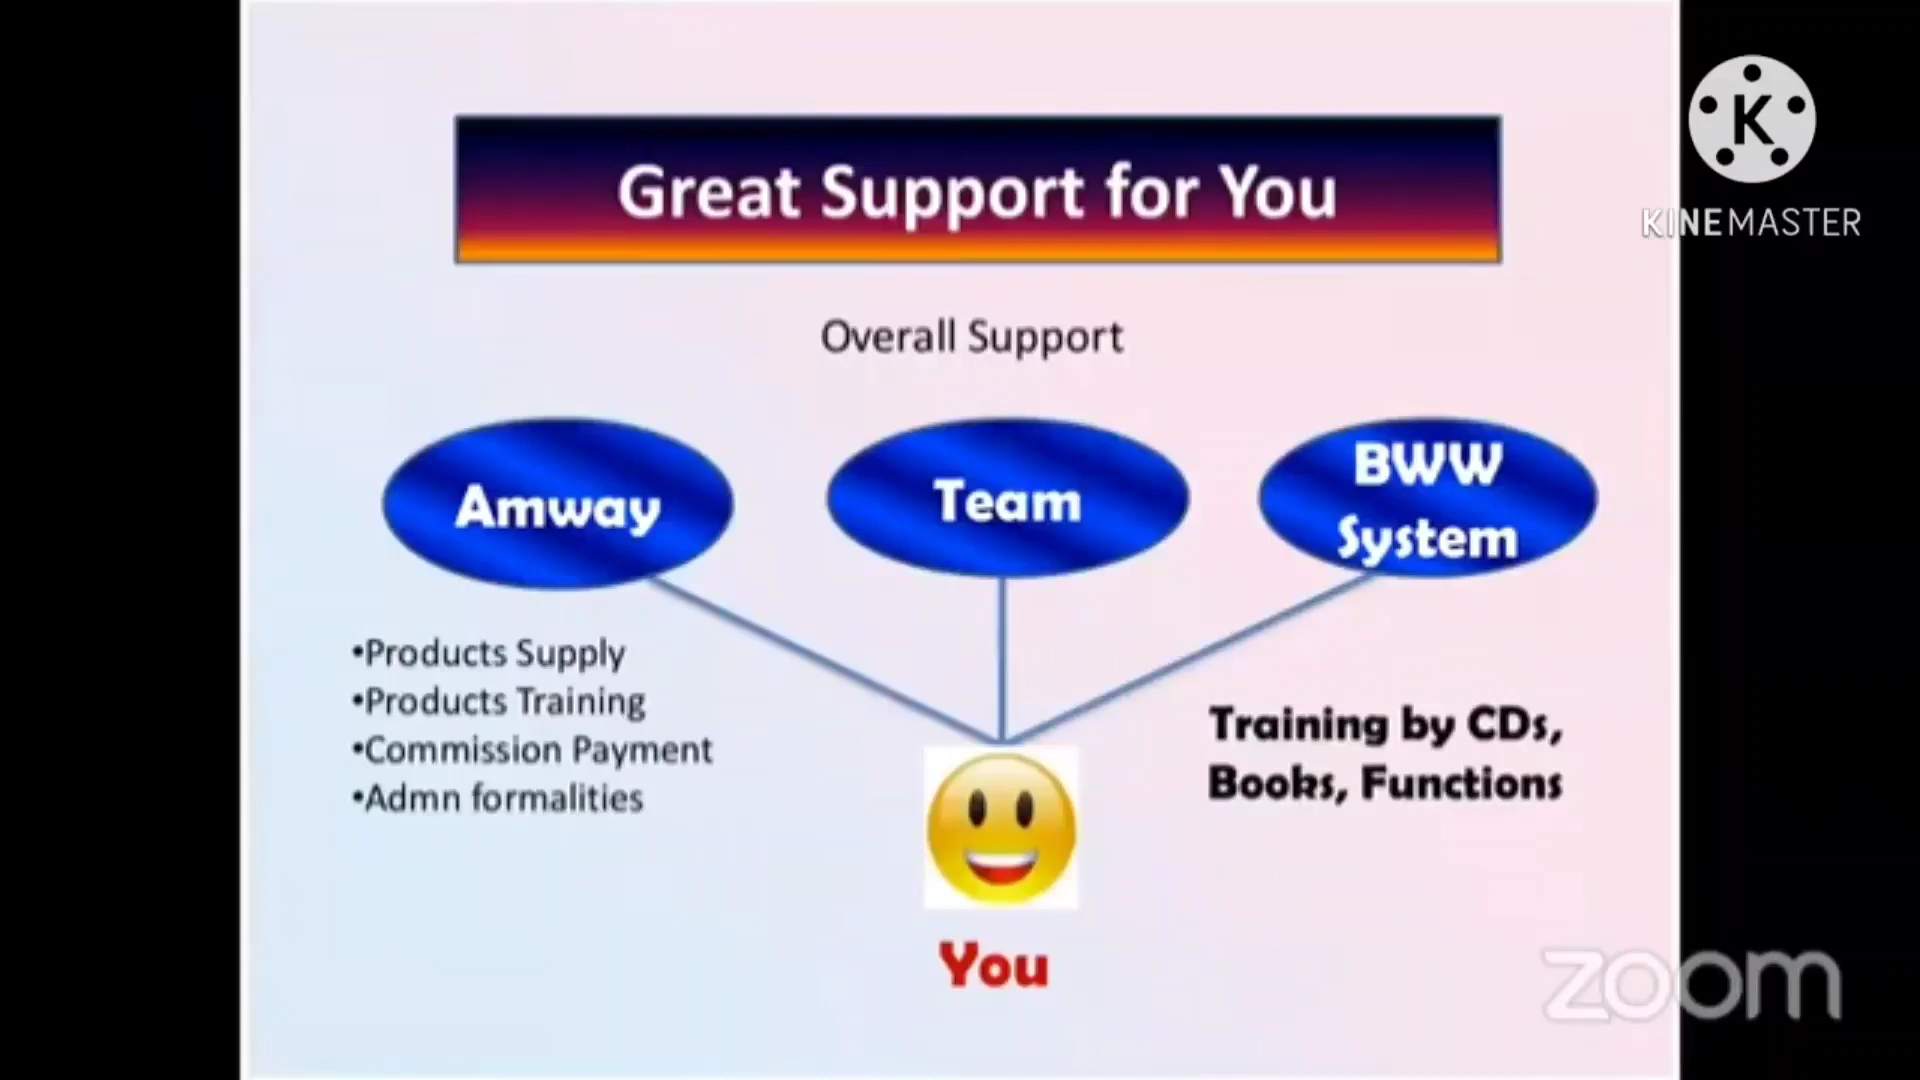 Great Support for You
K
KINEMASTER
Overall Support
Amway
Team
BWW
System
•Products Supply
•Products Training
•Commission Payment
•Admn formalities
Training by CDs,
Books, Functions
You
zoom